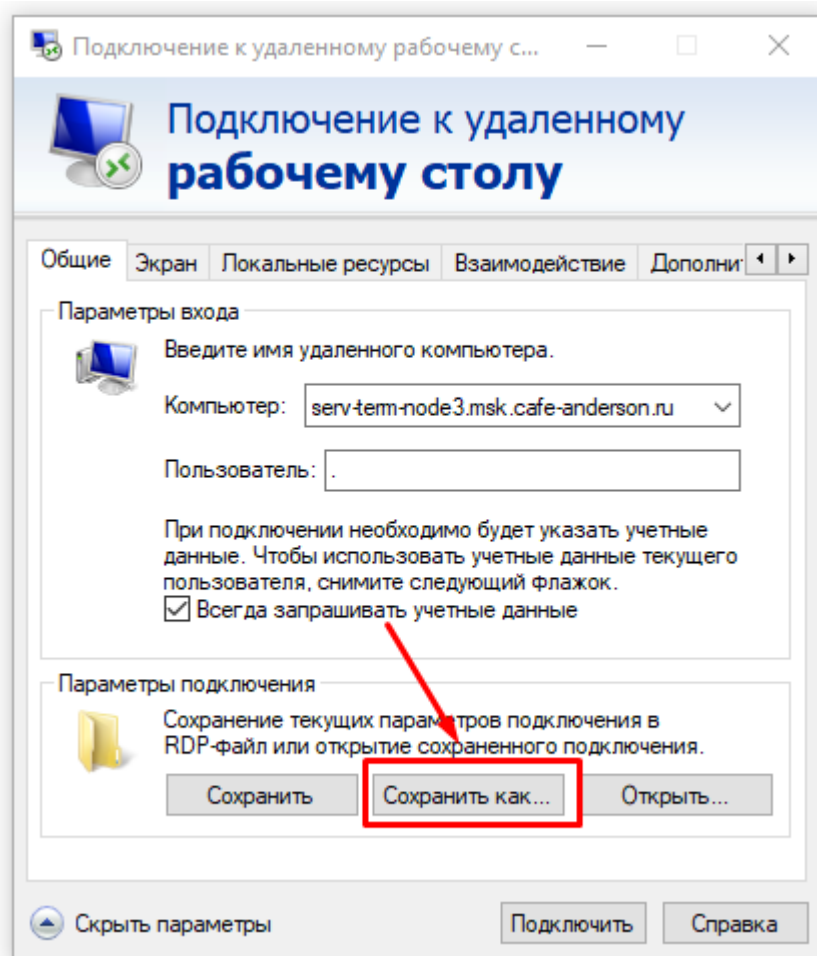 Подключение к удаленному рабочему с...
Подключение к удаленному
рабочему столу
Общие Экран Локальные ресурсы Взаимодействие Дополнит
Параметры входа
Введите имя удаленного компьютера.
Компьютер: serv-term-node3.msk.cafe-anderson.ru
Пользователь: .
При подключении необходимо будет указать учетные
данные. Чтобы использовать учетные данные текущего
пользователя, снимите следующий флажок.
Всегда запрашивать учетные данные
Параметры подключения
Сохранение текущих параметров подключения в
RDP-файл или открытие сохраненного подключения.
Сохранить Сохранить как... Открыть...
Скрыть параметры Подключить Справка